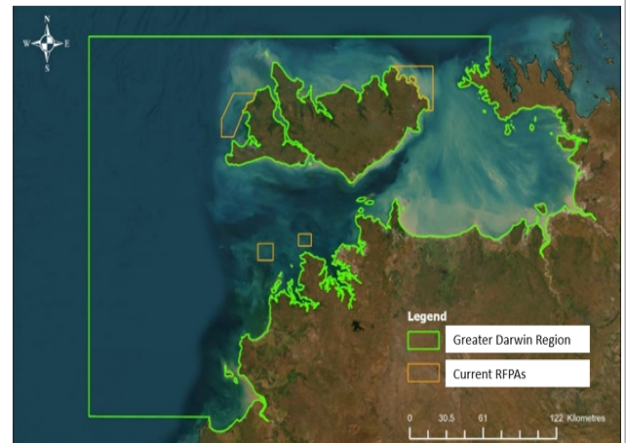 N
W E
S
Legend
Greater Darwin Region
Current RFPAs
0 30.5 61 122 Kilometres